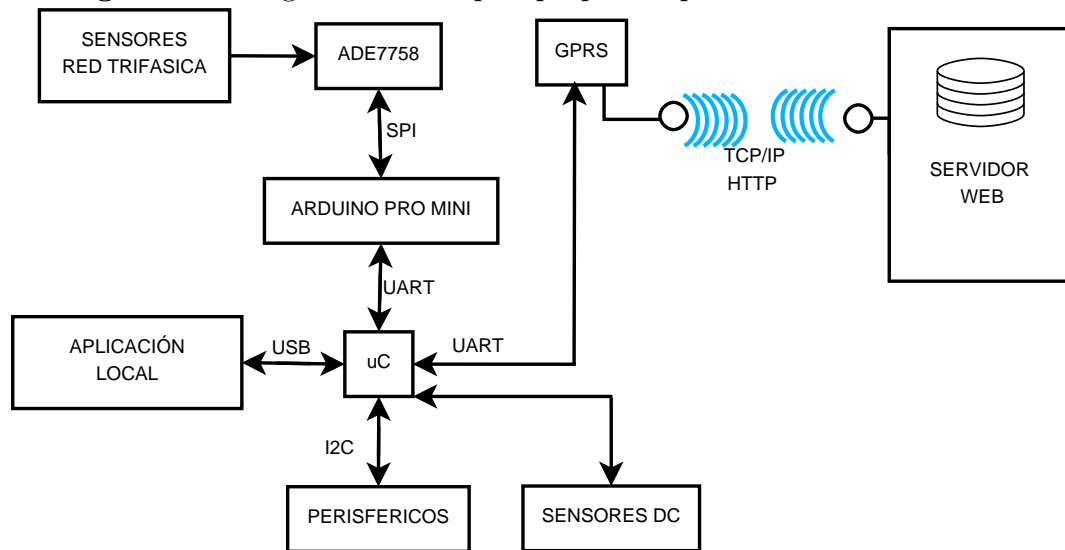 SENSORES
RED TRIFASICA
ADE7758
GPRS
SPI
TCP/IP
HTTP
SERVIDOR
WEB
ARDUINO PRO MINI
UART
APLICACIÓN
LOCAL
USB
uC
UART
I2C
PERISFERICOS
SENSORES DC